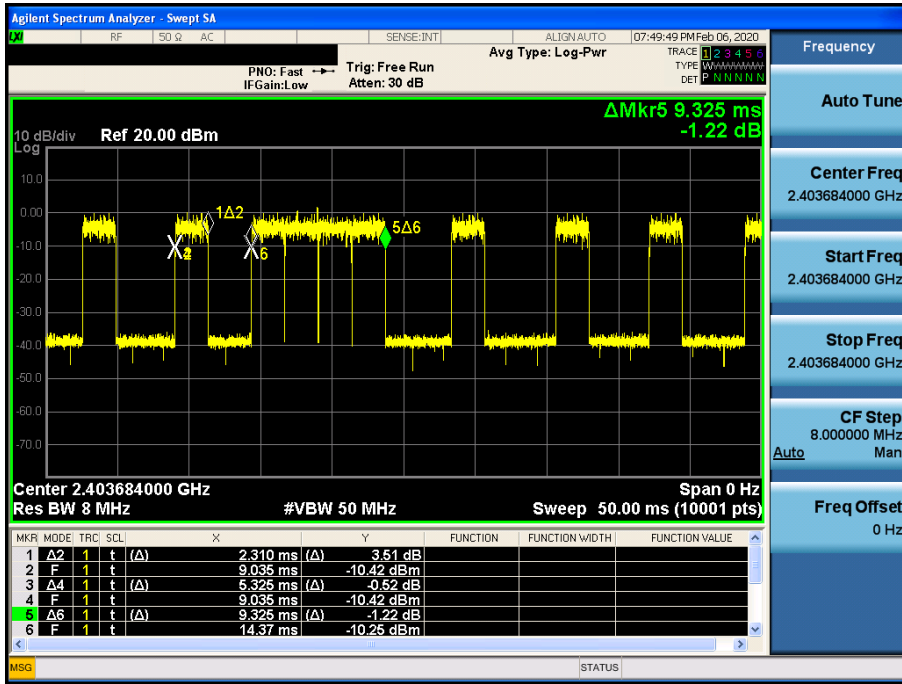 Agilent Spectrum Analyzer - Swept SA
LXI RF 50 Ω AC SENSE:INT ALIGN AUTO 07:49:49 PM Feb 06, 2020
Frequency
PNO: Fast Trig: Free Run Avg Type: Log-Pwr TRACE 1 2 3 4 5 6
IFGain:Low Atten: 30 dB TYPE WWWWWW
DET P N N N N N
Auto Tune
ΔMkr5 9.325 ms
-1.22 dB
10 dB/div Ref 20.00 dBm
Log
10.0
0.00
-10.0
-20.0
-30.0
-40.0
-50.0
-60.0
-70.0
1Δ2
5Δ6
2
6
Center Freq
2.403684000 GHz
Start Freq
2.403684000 GHz
Stop Freq
2.403684000 GHz
CF Step
8.000000 MHz
Auto Man
Freq Offset
0 Hz
Center 2.403684000 GHz Span 0 Hz
Res BW 8 MHz #VBW 50 MHz Sweep 50.00 ms (10001 pts)
MKR MODE TRC SCL X Y FUNCTION FUNCTION WIDTH FUNCTION VALUE
1 Δ2 1 t (Δ) 2.310 ms (Δ) 3.51 dB
2 F 1 t 9.035 ms -10.42 dBm
3 Δ4 1 t (Δ) 5.325 ms (Δ) -0.52 dB
4 F 1 t 9.035 ms -10.42 dBm
5 Δ6 1 t (Δ) 9.325 ms (Δ) -1.22 dB
6 F 1 t 14.37 ms -10.25 dBm
MSG STATUS